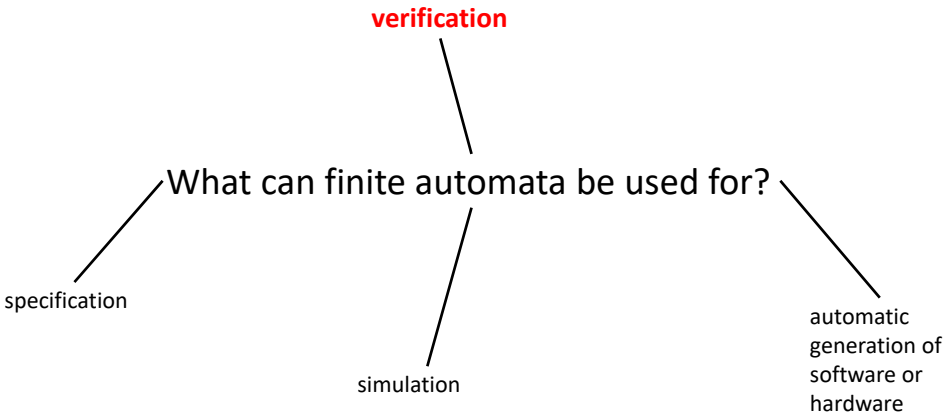 verification
What can finite automata be used for?
specification
simulation
automatic
generation of
software or
hardware